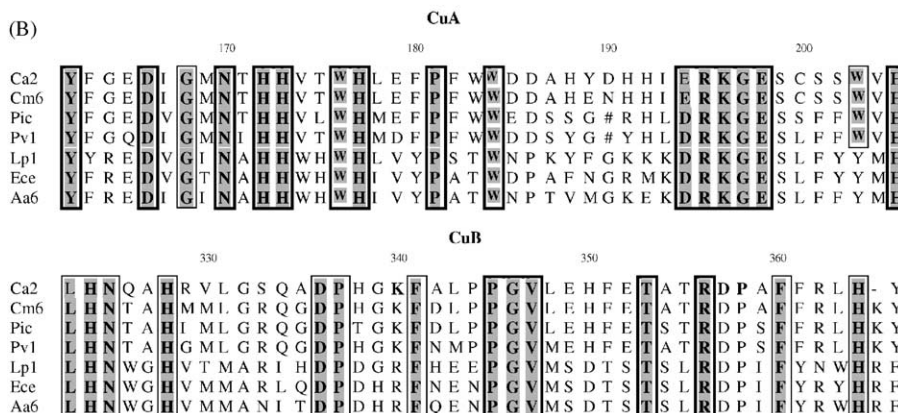 (B)
CuA
170 180 190 200
Ca2 Y F G E D I G M N T H H V T W H L E F P F W W D D A H Y D H H I E R K G E S C S S W V H
Cm6 Y F G E D I G M N T H H V T W H L E F P F W W D D A H E N H H I E R K G E S C S S W V H
Pic Y F G E D V G M N T H H V L W H M E F P F W W E D S S G # R H L D R K G E S F F F W V H
Pv1 Y F G Q D I G M N I H H V T W H M D F P F W W D D S Y G # Y H L D R K G E S L F F W V H
Lp1 Y Y R E D V G I N A H H W H W H L V Y P S T W N P K Y F G K K K D R K G E S L F Y Y M H
Ece Y F R E D V G T N A H H W H W H I V Y P A T W D P A F N G R M K D R K G E S L F F Y M H
Aa6 Y F R E D I G I N A H H W H W H I V Y P A T W N P T V M G K E K D R K G E S L F F Y M H
CuB
330 340 350 360
Ca2 L H N Q A H R V L G S Q A D P H G K F A L P P G V L E H F E T A T R D P A F F R L H - Y
Cm6 L H N T A H M M L G R Q G D P H G K F D L P P G V L E H F E T A T R D P A F F R L H K Y
Pic L H N T A H I M L G R Q G D P T G K F D L P P G V L E H F E T S T R D P S F F R L H K Y
Pv1 L H N T A H G M L G R Q G D P H G K F N M P P G V M E H F E T A T R D P S F F R L H K Y
Lp1 L H N W G H V T M A R I H D P D G R F H E E P G V M S D T S T S L R D P I F Y N W H R F
Ece L H N W G H V M M A R L Q D P D H R F N E N P G V M S D T S T S L R D P I F Y R W H R F
Aa6 L H N W G H V M M A N I T D P D H R F Q E N P G V M S D T S T S L R D P I F Y R Y H R F